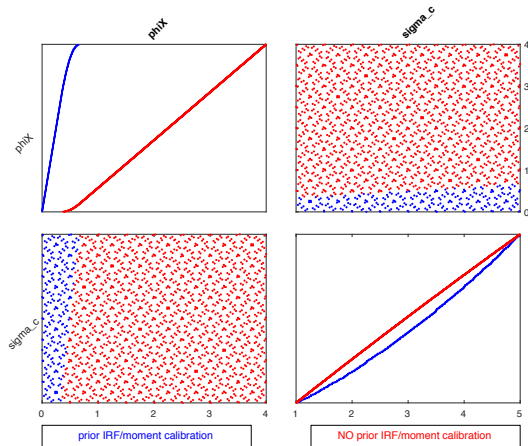 phiX
sigma_c
phiX
4
3
2
1
0
sigma_c
0 1 2 3 4
1 2 3 4 5
prior IRF/moment calibration
NO prior IRF/moment calibration